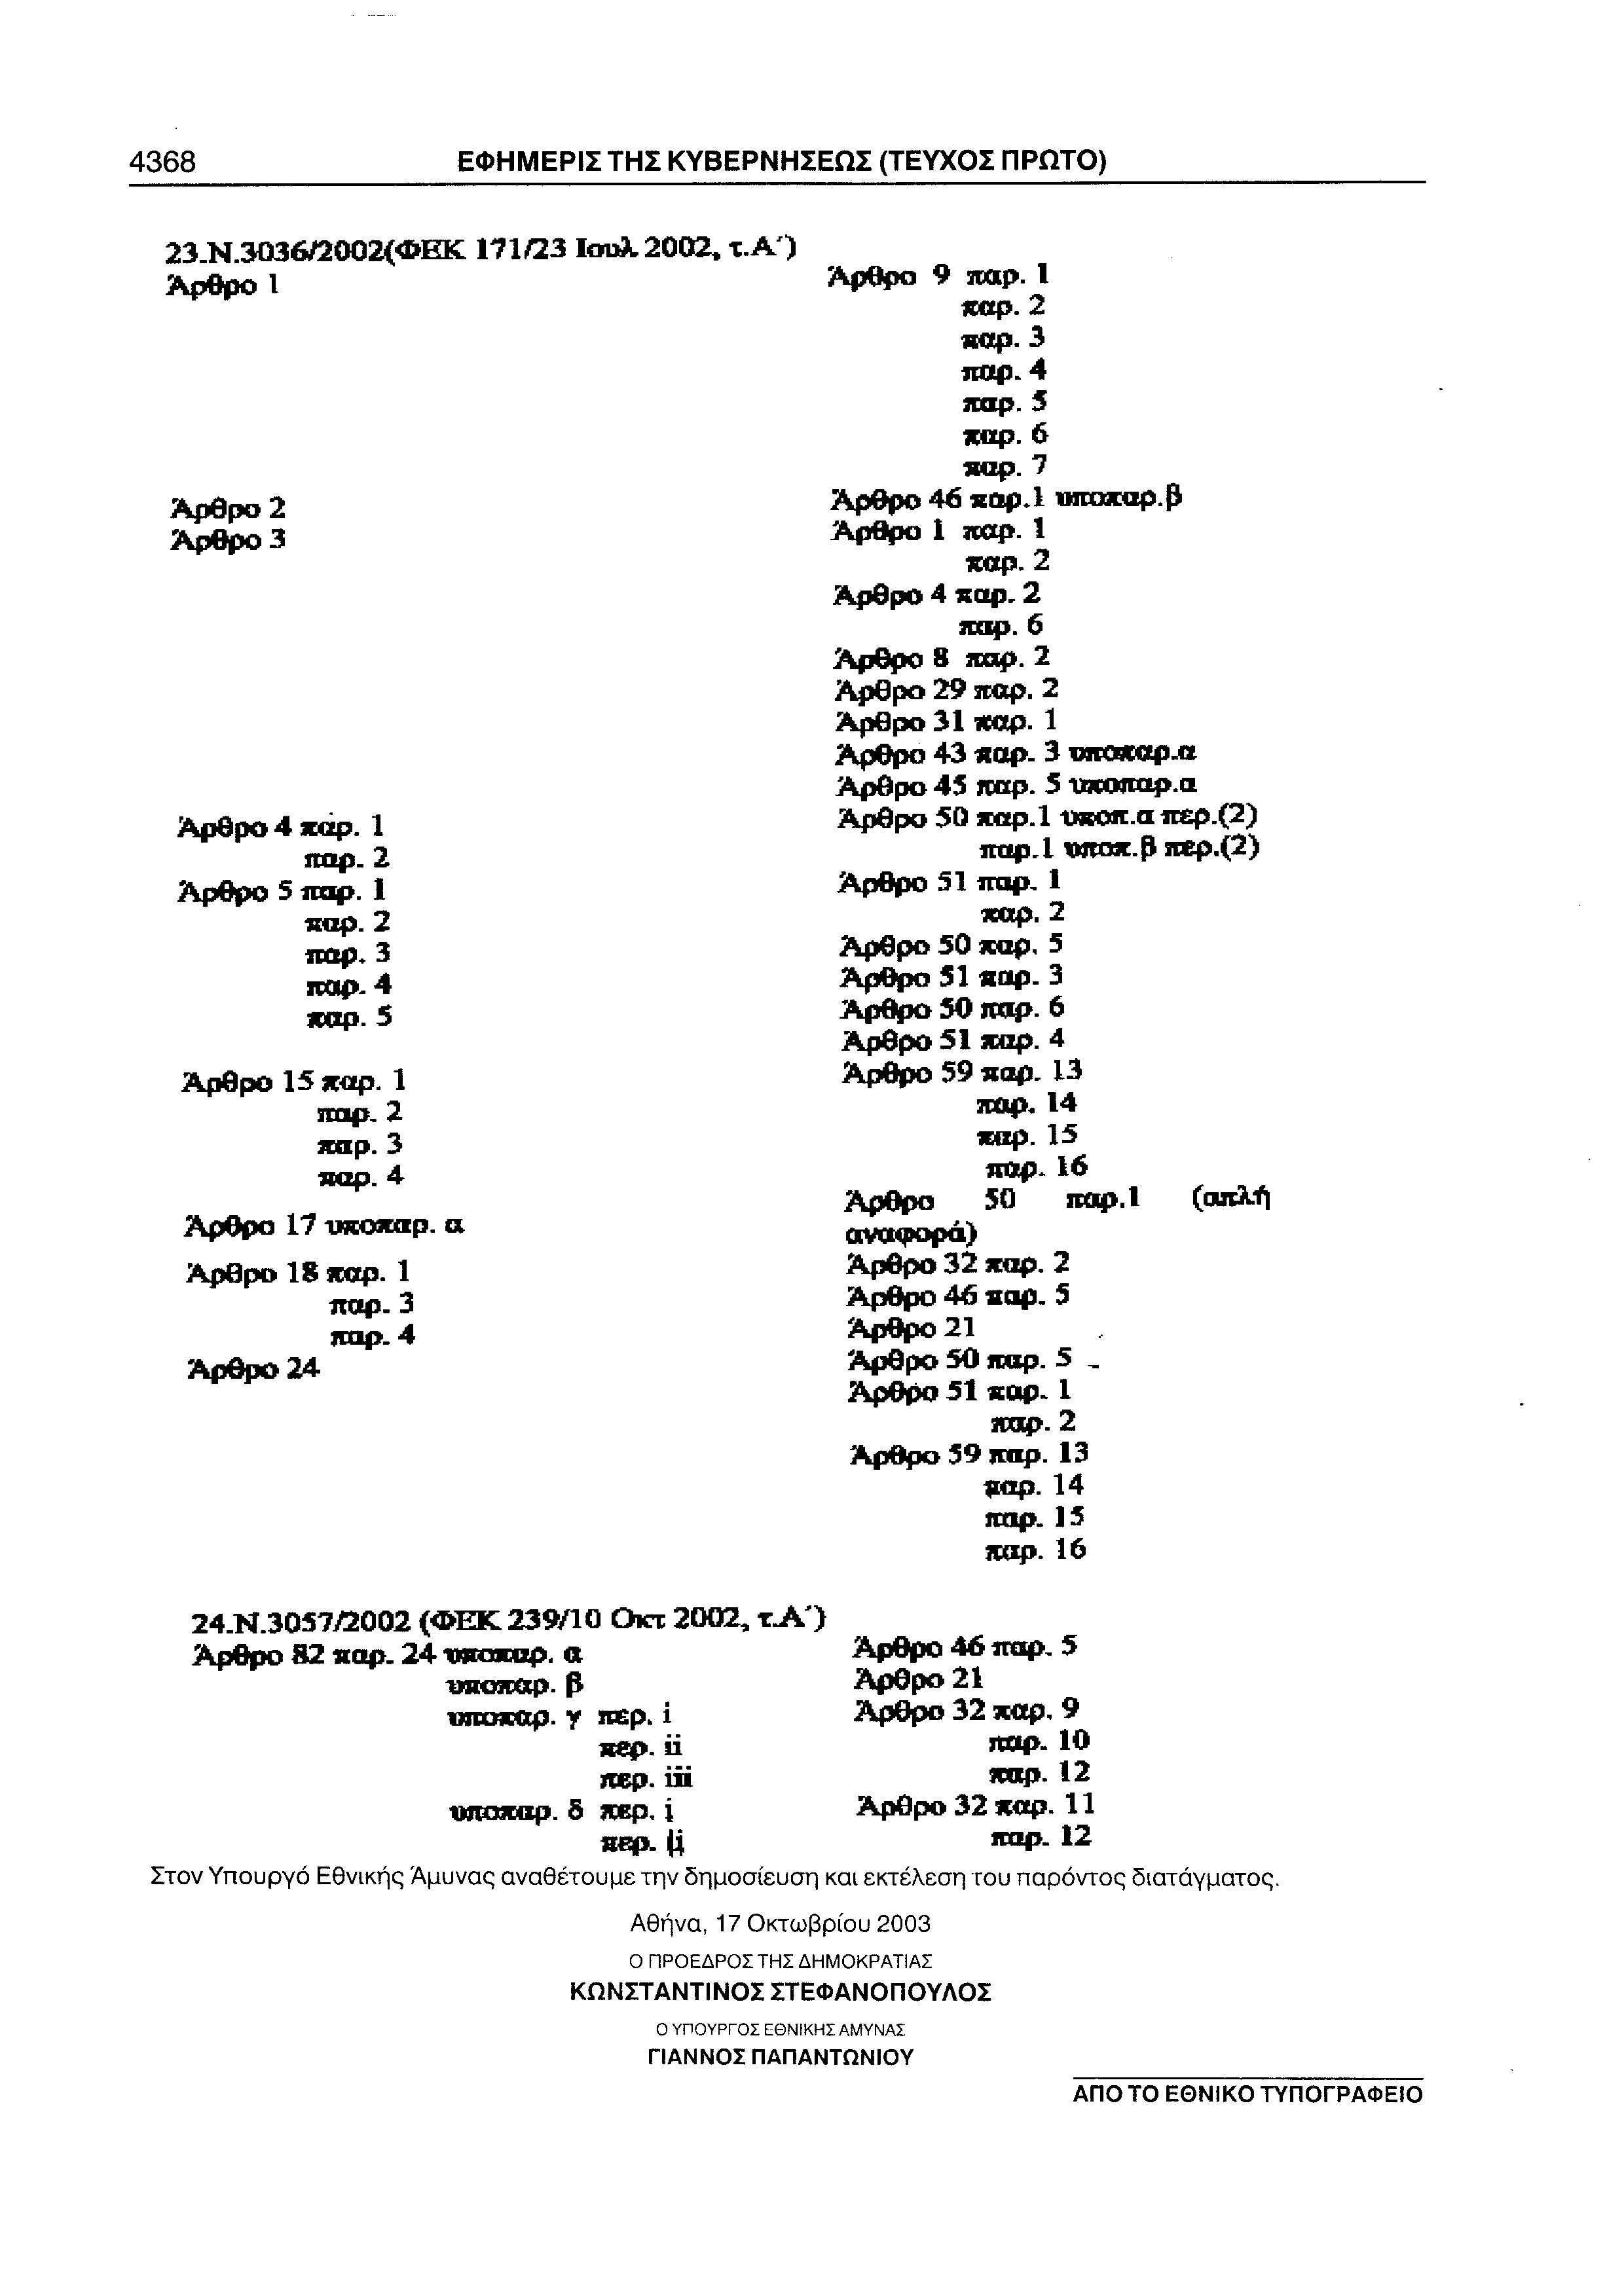 4368 ΕΦΗΜΕΡΙΣ ΤΗΣ ΚΥΒΕΡΝΗΣΕΩΣ (ΤΕΥΧΟΣ ΠΡΩΤΟ)
23.Ν.3036/2002(ΦΕΚ 171/23 Ιουλ 2002, τ.Α΄)
Άρθρο 1 Άρθρο 9 παρ. 1
παρ. 2
παρ. 3
παρ. 4
παρ. 5
παρ. 6
παρ. 7
Άρθρο 2 Άρθρο 46 παρ.1 υποπαρ.β
Άρθρο 3 Άρθρο 1 παρ. 1
παρ. 2
Άρθρο 4 παρ. 2
παρ. 6
Άρθρο 8 παρ. 2
Άρθρο 29 παρ. 2
Άρθρο 31 παρ. 1
Άρθρο 43 παρ. 3 υποπαρ.α
Άρθρο 45 παρ. 5 υποπαρ.α
Άρθρο 4 παρ. 1 Άρθρο 50 παρ.1 υποπ.α περ.(2)
παρ. 2 παρ.1 υποπ.β περ.(2)
Άρθρο 5 παρ. 1 Άρθρο 51 παρ. 1
παρ. 2 παρ. 2
παρ. 3 Άρθρο 50 παρ. 5
παρ. 4 Άρθρο 51 παρ. 3
παρ. 5 Άρθρο 50 παρ. 6
Άρθρο 51 παρ. 4
Άρθρο 15 παρ. 1 Άρθρο 59 παρ. 13
παρ. 2 παρ. 14
παρ. 3 παρ. 15
παρ. 4 παρ. 16
Άρθρο 17 υποπαρ. α Άρθρο 50 παρ.1 (απλή
αναφορά)
Άρθρο 18 παρ. 1 Άρθρο 32 παρ. 2
παρ. 3 Άρθρο 46 παρ. 5
παρ. 4 Άρθρο 21
Άρθρο 24 Άρθρο 50 παρ. 5
Άρθρο 51 παρ. 1
παρ. 2
Άρθρο 59 παρ. 13
παρ. 14
παρ. 15
παρ. 16
24.Ν.3057/2002 (ΦΕΚ 239/10 Οκτ 2002, τ.Α΄)
Άρθρο 82 παρ. 24 υποπαρ. α Άρθρο 46 παρ. 5
υποπαρ. β Άρθρο 21
υποπαρ. γ περ. i Άρθρο 32 παρ. 9
περ. ii παρ. 10
περ. iii παρ. 12
υποπαρ. δ περ. i Άρθρο 32 παρ. 11
περ. ii παρ. 12
Στον Υπουργό Εθνικής Άμυνας αναθέτουμε την δημοσίευση και εκτέλεση του παρόντος διατάγματος.
Αθήνα, 17 Οκτωβρίου 2003
Ο ΠΡΟΕΔΡΟΣ ΤΗΣ ΔΗΜΟΚΡΑΤΙΑΣ
ΚΩΝΣΤΑΝΤΙΝΟΣ ΣΤΕΦΑΝΟΠΟΥΛΟΣ
Ο ΥΠΟΥΡΓΟΣ ΕΘΝΙΚΗΣ ΑΜΥΝΑΣ
ΓΙΑΝΝΟΣ ΠΑΠΑΝΤΩΝΙΟΥ
ΑΠΟ ΤΟ ΕΘΝΙΚΟ ΤΥΠΟΓΡΑΦΕΙΟ